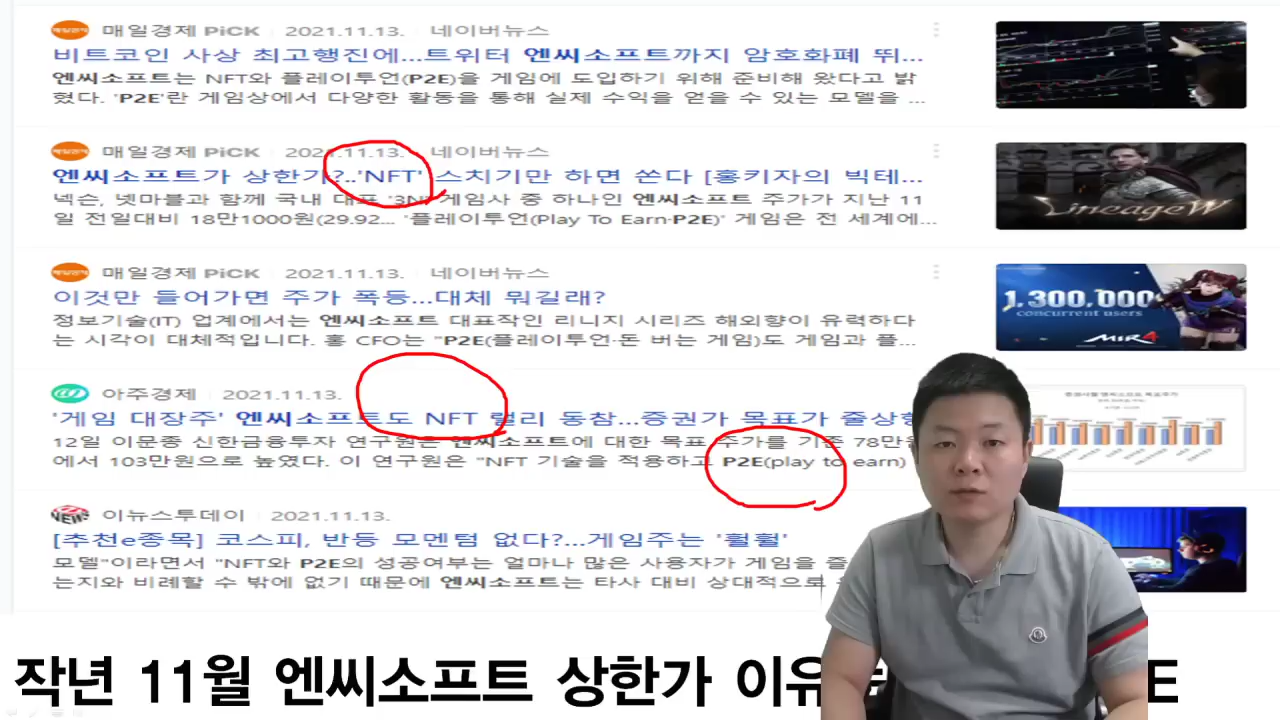 매일경제 PiCK 2021.11.13. 네이버뉴스
비트코인 사상 최고행진에...트위터 엔씨소프트까지 암호화폐 뛰...
엔씨소프트는 NFT와 플레이투언(P2E)을 게임에 도입하기 위해 준비해 왔다고 밝
혔다. 'P2E'란 게임상에서 다양한 활동을 통해 실제 수익을 얻을 수 있는 모델을 ...
매일경제 PiCK 2021.11.13. 네이버뉴스
엔씨소프트가 상한가?..'NFT' 스치기만 하면 쏜다 [홍키자의 빅테...
넥슨, 넷마블과 함께 국내 대표 '3N' 게임사 중 하나인 엔씨소프트 주가가 지난 11
일 전일대비 18만1000원(29.92... '플레이투언(Play To Earn·P2E)' 게임은 전 세계에...
LineageW
매일경제 PiCK 2021.11.13. 네이버뉴스
이것만 들어가면 주가 폭등...대체 뭐길래?
정보기술(IT) 업계에서는 엔씨소프트 대표작인 리니지 시리즈 해외향이 유력하다
는 시각이 대체적입니다. 홍 CFO는 "P2E(플레이투언·돈 버는 게임)도 게임과 플...
1,300,000
concurrent users
MIR4
아주경제 2021.11.13.
'게임 대장주' 엔씨소프트도 NFT 랠리 동참...증권가 목표가 줄상향
12일 이문종 신한금융투자 연구원은 엔씨소프트에 대한 목표 주가를 기준 78만원
에서 103만원으로 높였다. 이 연구원은 "NFT 기술을 적용하고 P2E(play to earn)
NEWS 이뉴스투데이 2021.11.13.
[추천e종목] 코스피, 반등 모멘텀 없다?...게임주는 '훨훨'
모델"이라면서 "NFT와 P2E의 성공여부는 얼마나 많은 사용자가 게임을 즐
는지와 비례할 수 밖에 없기 때문에 엔씨소프트는 타사 대비 상대적으로
작년 11월 엔씨소프트 상한가 이유 E